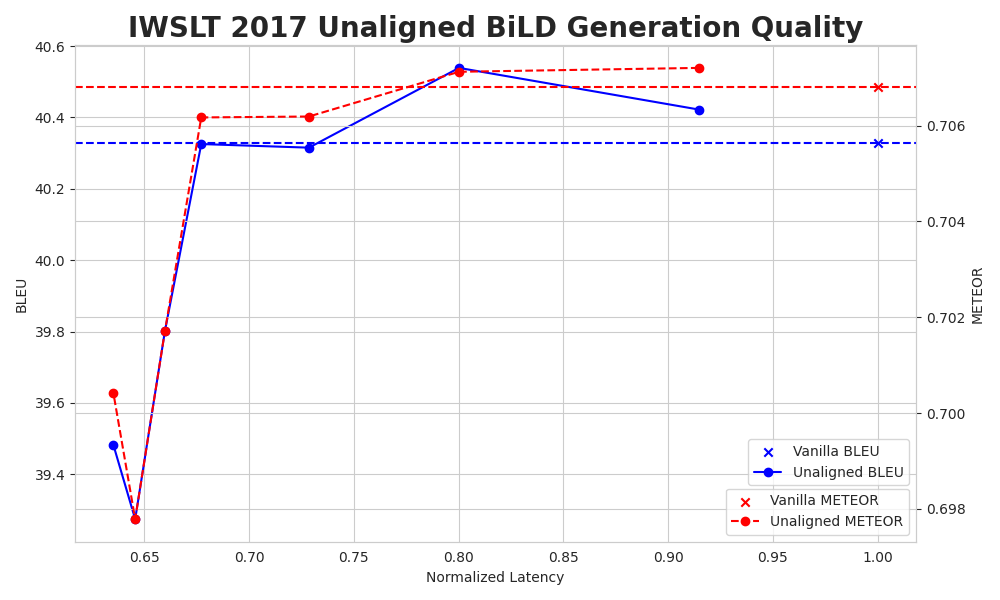 IWSLT 2017 Unaligned BiLD Generation Quality
40.6
40.4
40.2
40.0
39.8
39.6
39.4
BLEU
0.706
0.704
0.702
0.700
0.698
METEOR
Vanilla BLEU
Unaligned BLEU
Vanilla METEOR
Unaligned METEOR
0.65 0.70 0.75 0.80 0.85 0.90 0.95 1.00
Normalized Latency